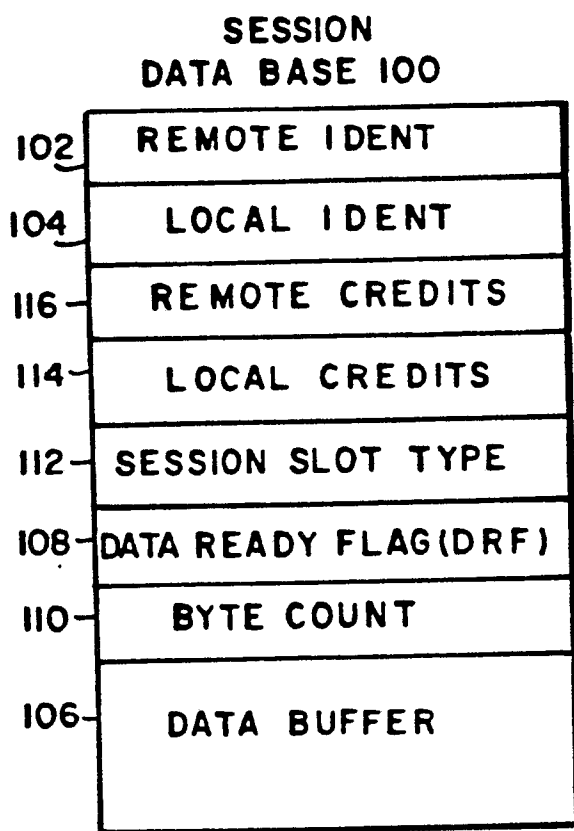 SESSION
DATA BASE 100
102 REMOTE IDENT
104 LOCAL IDENT
116 REMOTE CREDITS
114 LOCAL CREDITS
112 SESSION SLOT TYPE
108 DATA READY FLAG(DRF)
110 BYTE COUNT
106 DATA BUFFER